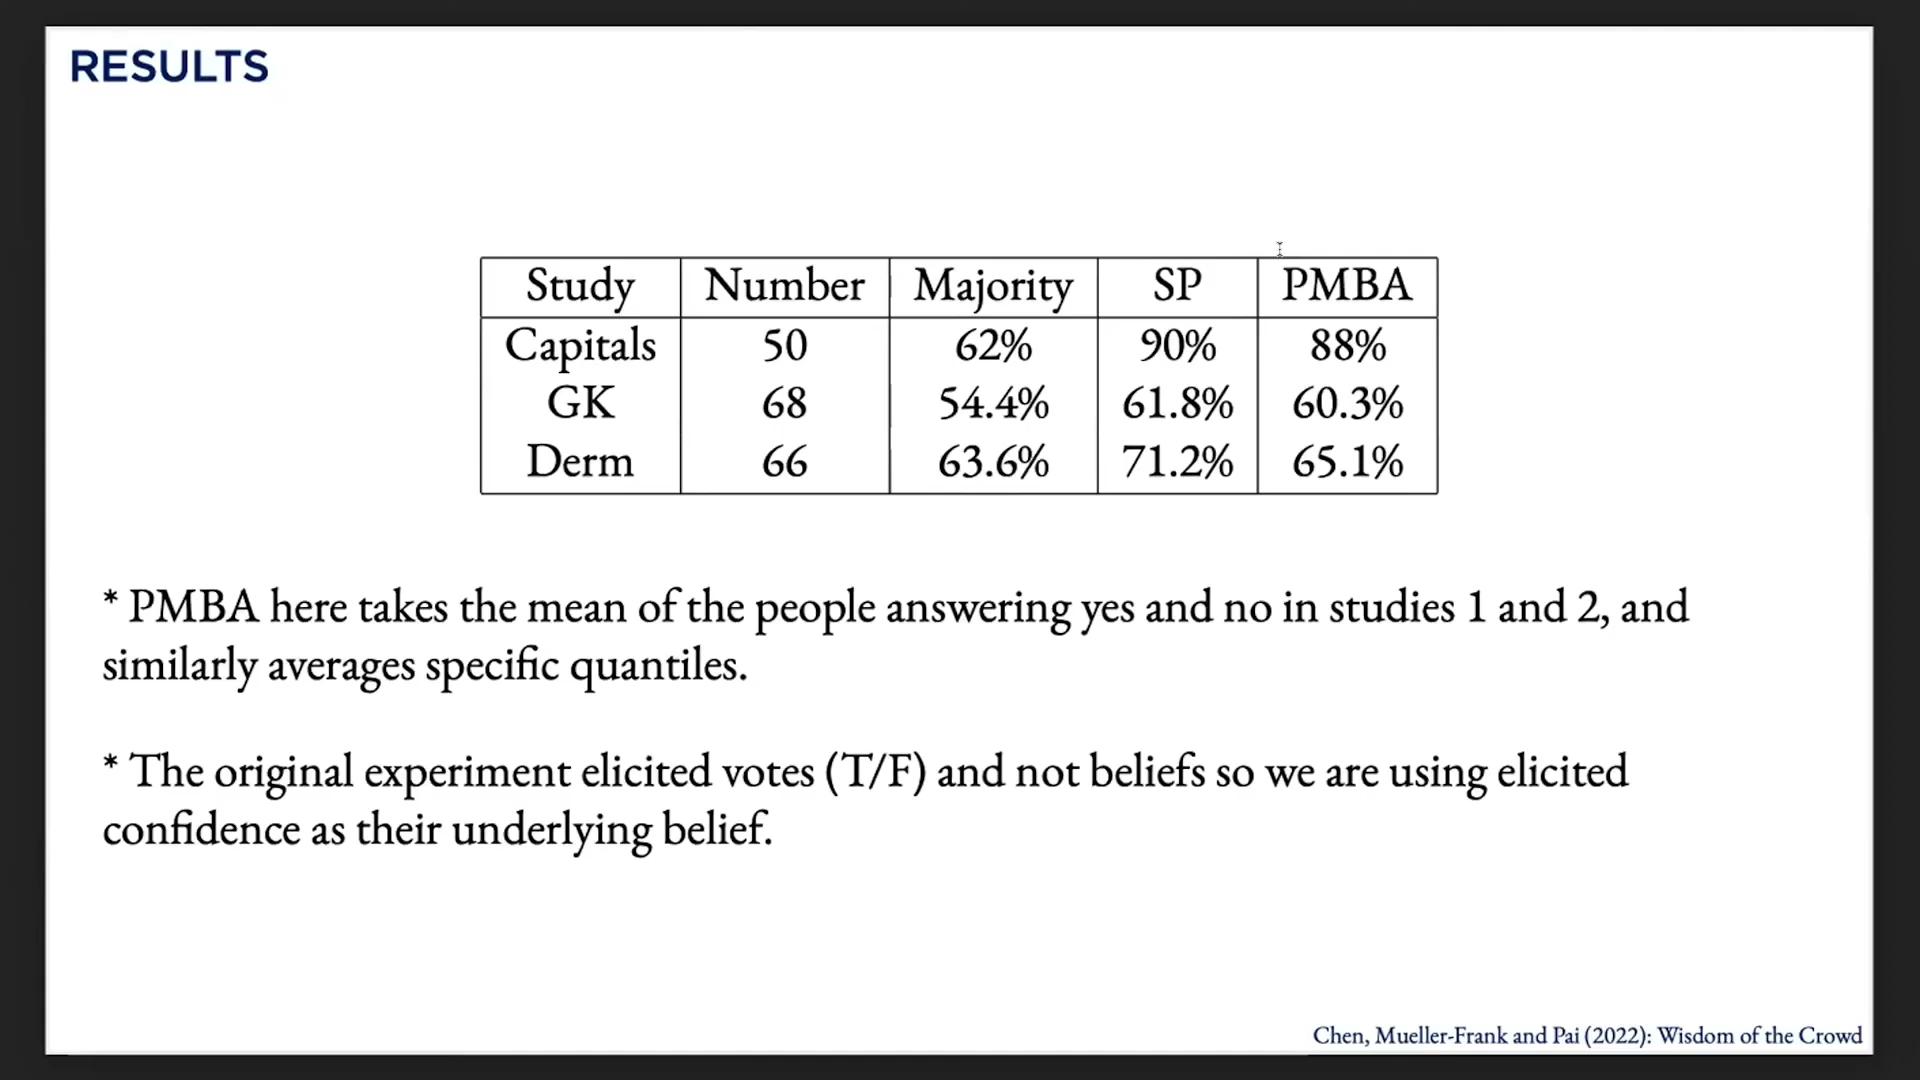 RESULTS
Study Number Majority SP PMBA
Capitals 50 62% 90% 88%
GK 68 54.4% 61.8% 60.3%
Derm 66 63.6% 71.2% 65.1%
* PMBA here takes the mean of the people answering yes and no in studies 1 and 2, and
similarly averages specific quantiles.
* The original experiment elicited votes (T/F) and not beliefs so we are using elicited
confidence as their underlying belief.
Chen, Mueller-Frank and Pai (2022): Wisdom of the Crowd